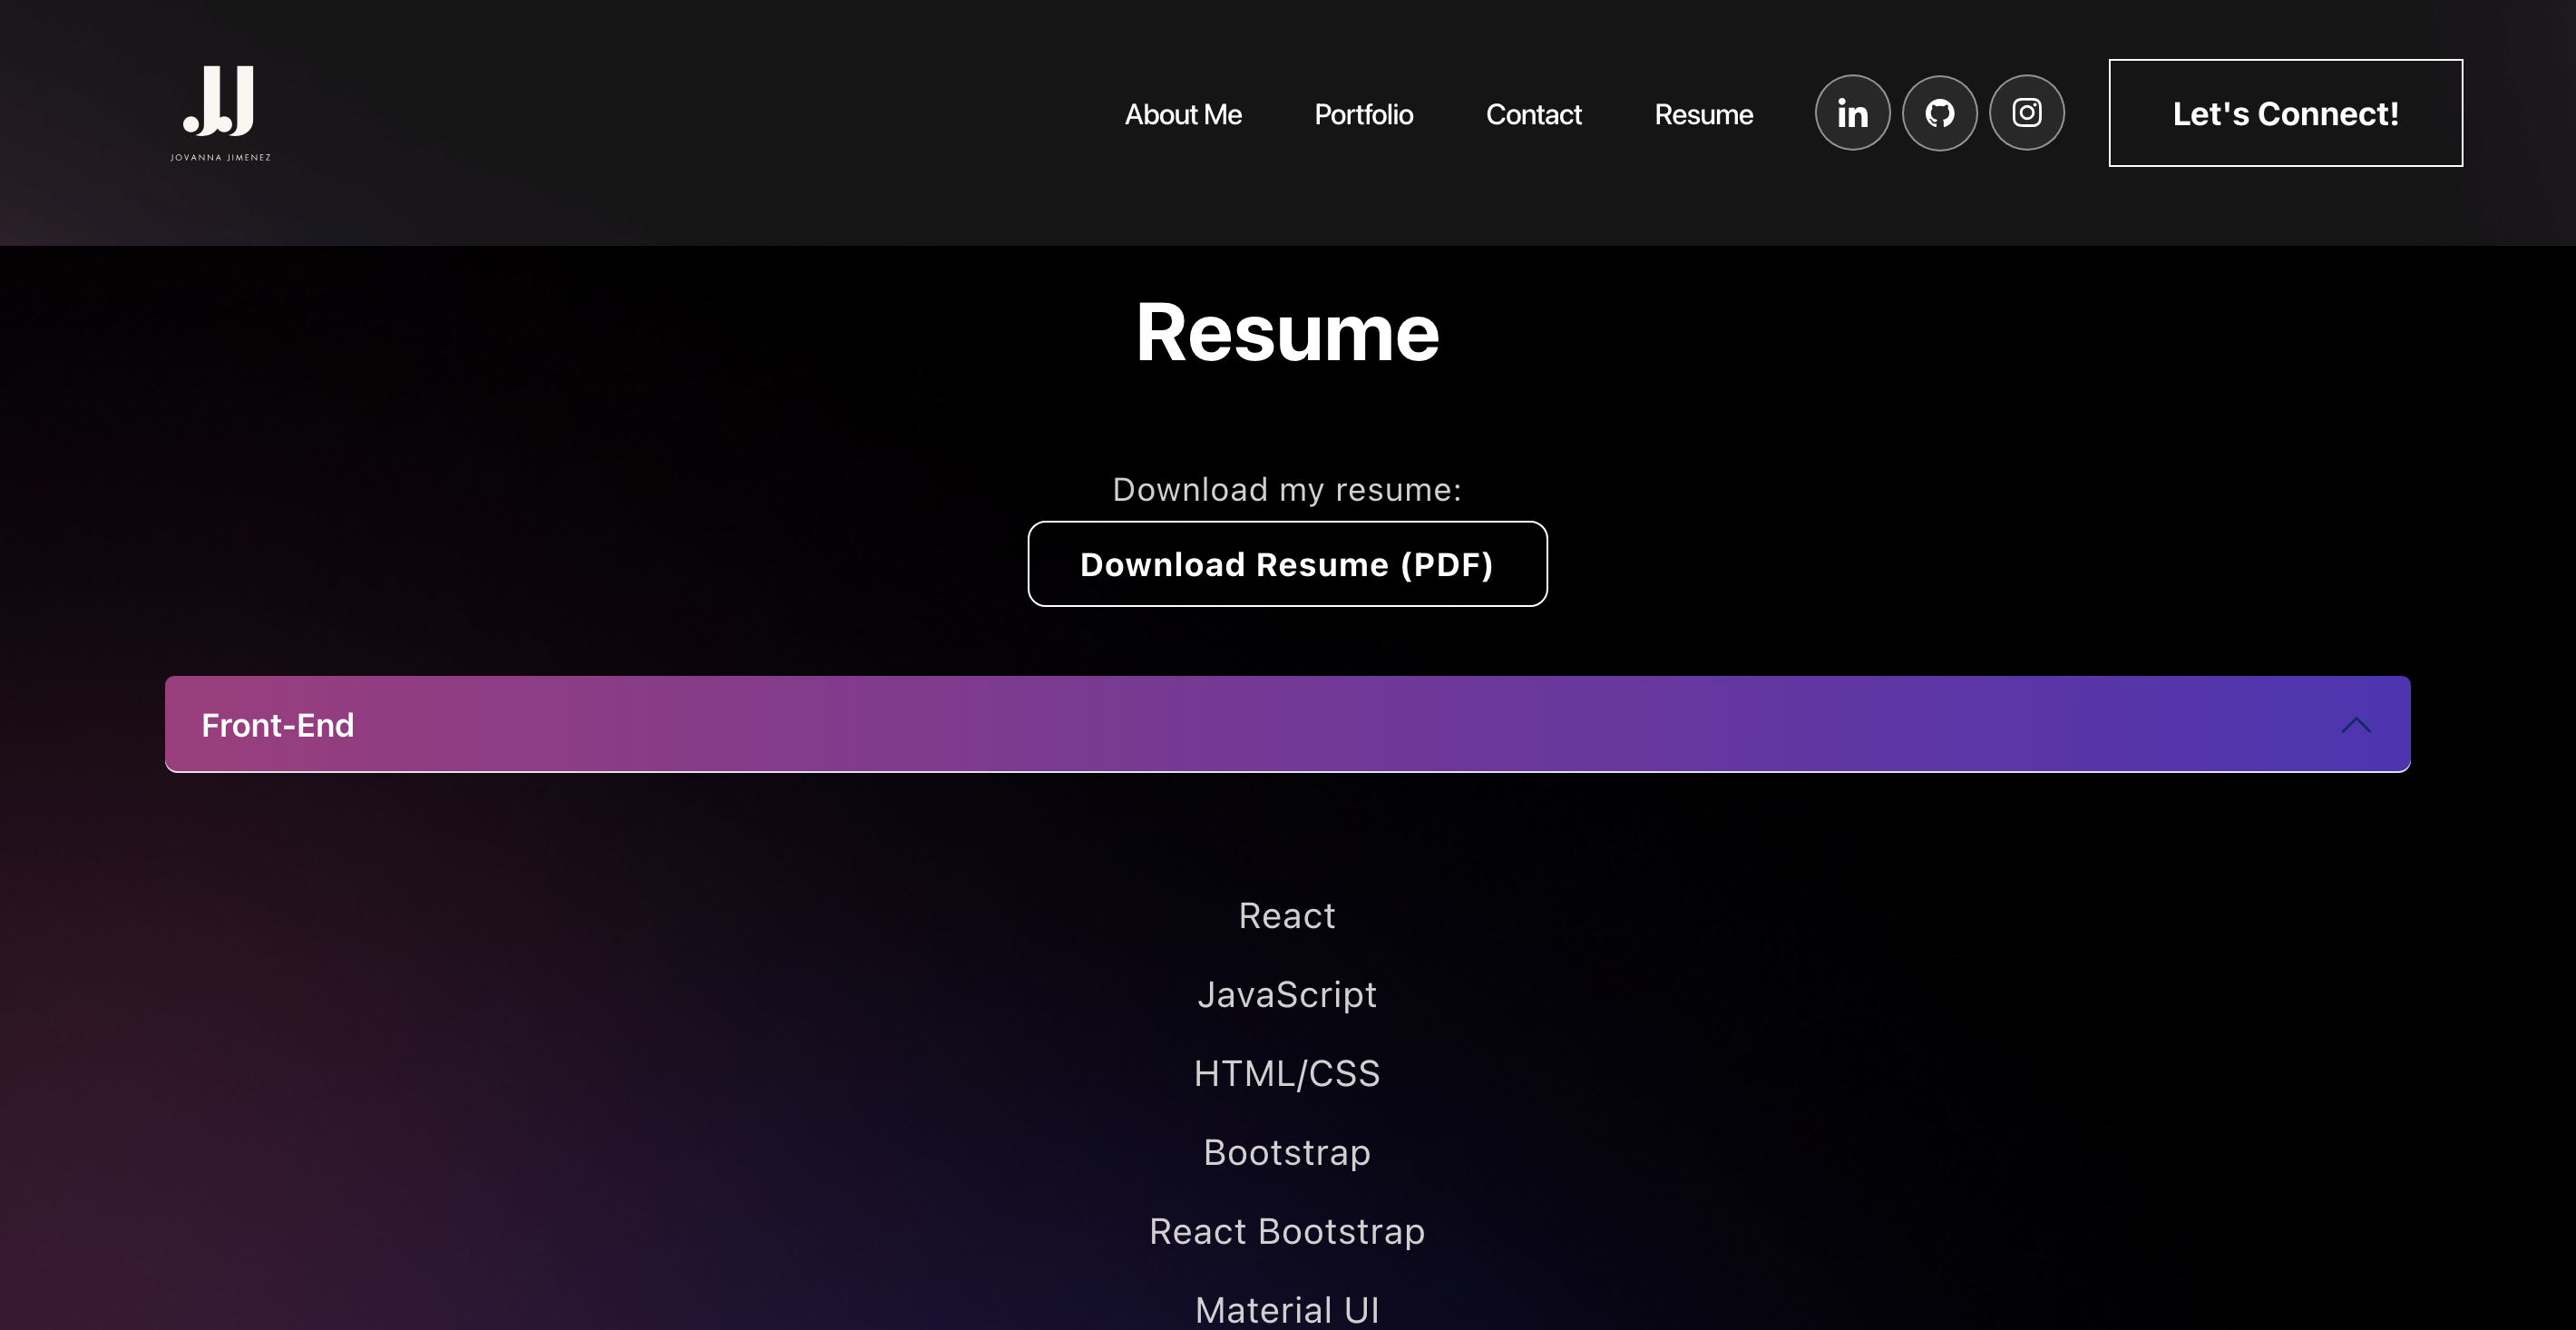 JJ
JOVANNA JIMENEZ
About Me Portfolio Contact Resume in Let's Connect!
Resume
Download my resume:
Download Resume (PDF)
Front-End
React
JavaScript
HTML/CSS
Bootstrap
React Bootstrap
Material UI